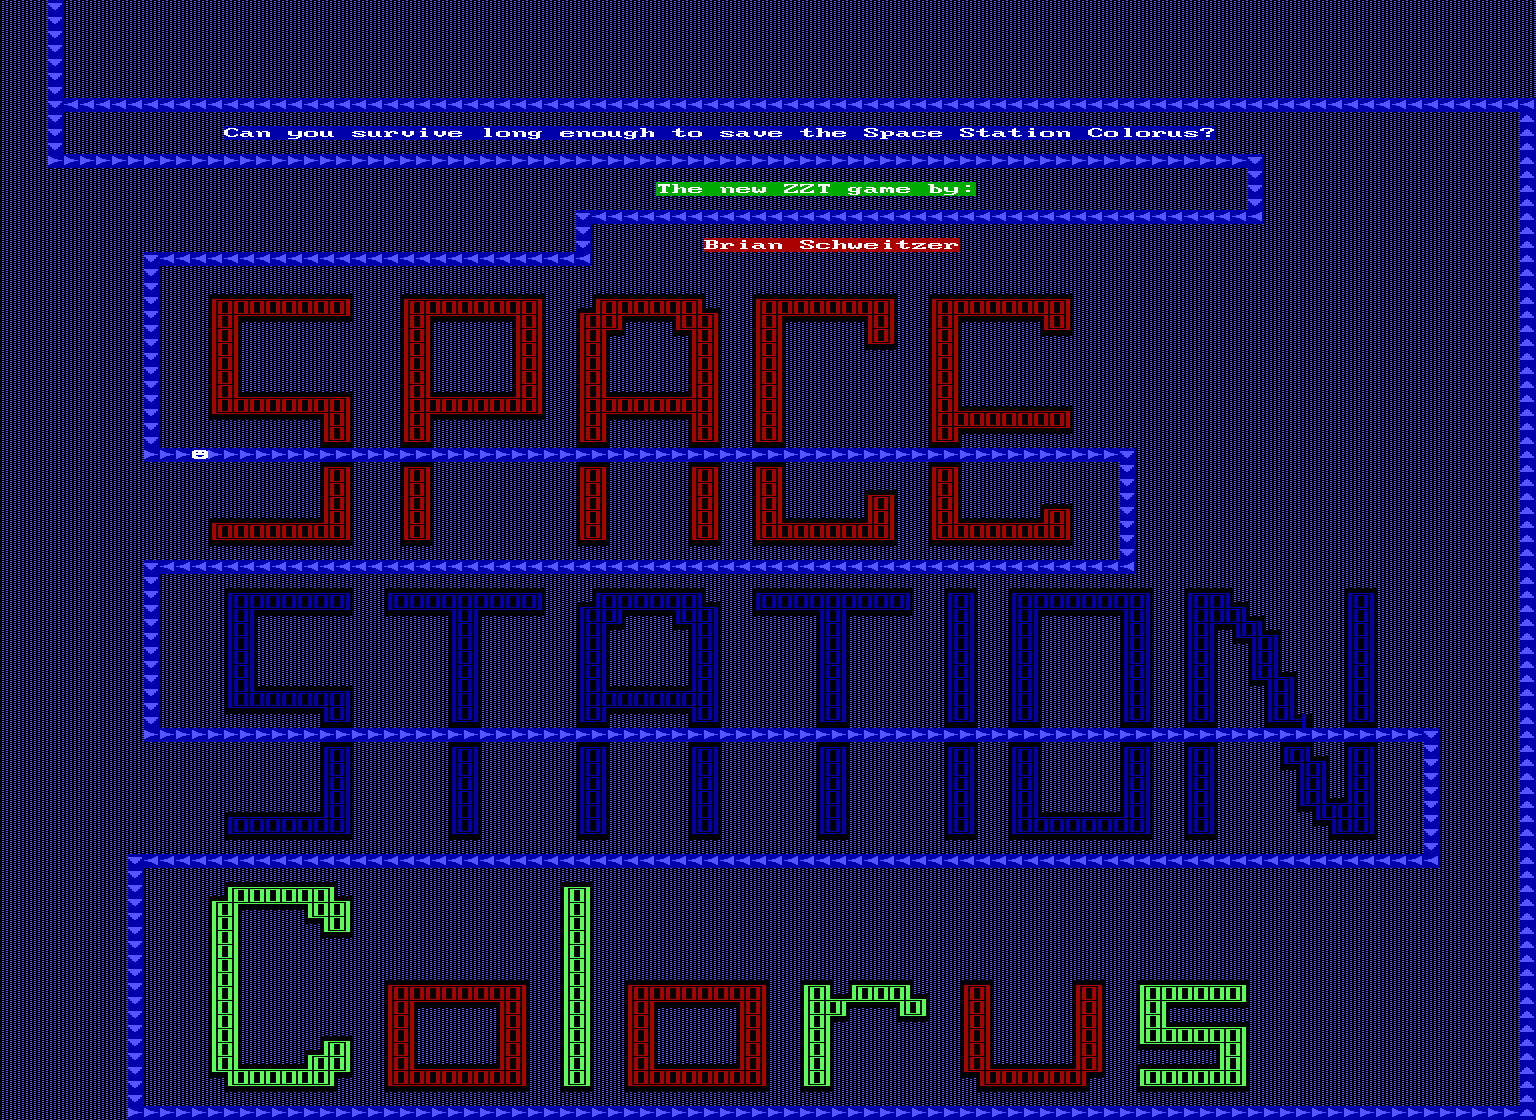 Can you survive long enough to save the Space Station Colorus?
The new ZZT game by:
Brian Schweitzer
SPACE
STATION
Colorus